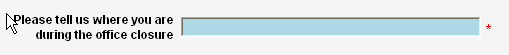 Please tell us where you are
during the office closure *